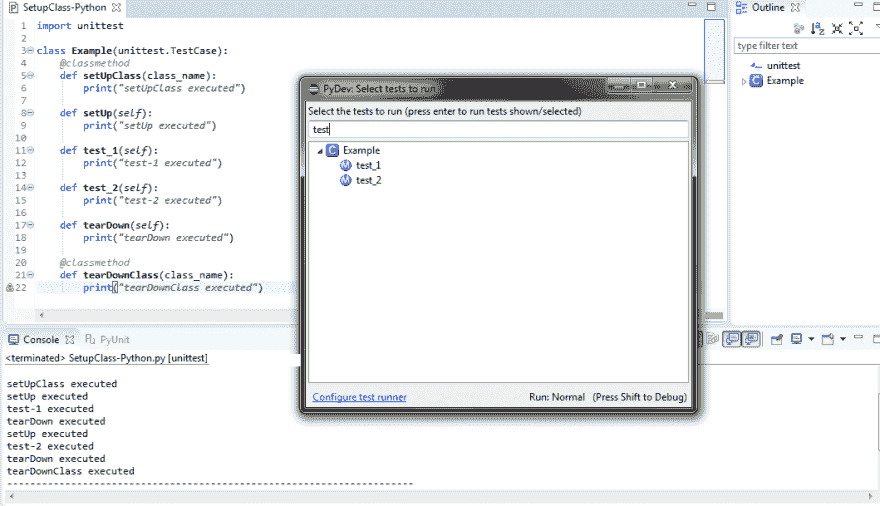 SetupClass-Python
1 import unittest
2
3 class Example(unittest.TestCase):
4 @classmethod
5 def setUpClass(class_name):
6 print("setUpClass executed")
7
8 def setUp(self):
9 print("setUp executed")
10
11 def test_1(self):
12 print("test-1 executed")
13
14 def test_2(self):
15 print("test-2 executed")
16
17 def tearDown(self):
18 print("tearDown executed")
19
20 @classmethod
21 def tearDownClass(class_name):
22 print("tearDownClass executed")
PyDev: Select tests to run
Select the tests to run (press enter to run tests shown/selected)
test
Example
test_1
test_2
Configure test runner
Run: Normal (Press Shift to Debug)
Outline
type filter text
unittest
Example
Console
PyUnit
<terminated> SetupClass-Python.py [unittest]
setUpClass executed
setUp executed
test-1 executed
tearDown executed
setUp executed
test-2 executed
tearDown executed
tearDownClass executed
----------------------------------------------------------------------